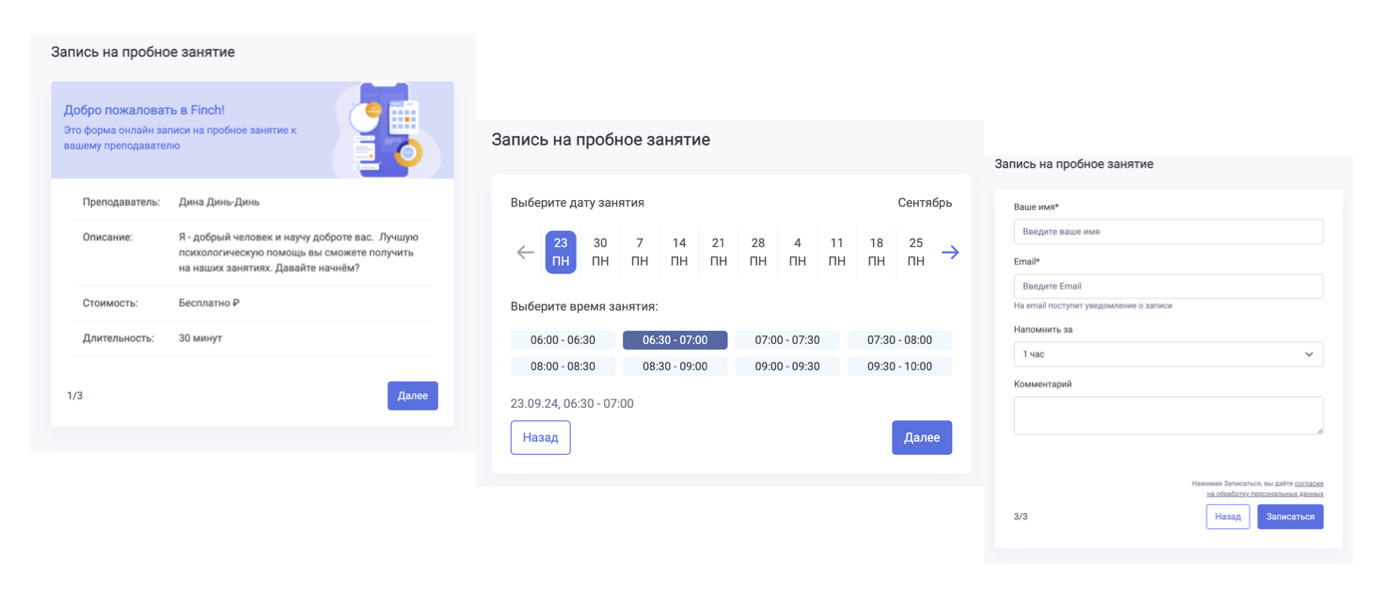 Запись на пробное занятие
Добро пожаловать в Finch!
Это форма онлайн записи на пробное занятие к
вашему преподавателю
Преподаватель: Дина Динь-Динь
Описание: Я - добрый человек и научу доброте вас. Лучшую
психологическую помощь вы сможете получить
на наших занятиях. Давайте начнём?
Стоимость: Бесплатно ₽
Длительность: 30 минут
1/3 Далее
Запись на пробное занятие
Выберите дату занятия Сентябрь
23 30 7 14 21 28 4 11 18 25
ПН ПН ПН ПН ПН ПН ПН ПН ПН ПН
Выберите время занятия:
06:00 - 06:30 06:30 - 07:00 07:00 - 07:30 07:30 - 08:00
08:00 - 08:30 08:30 - 09:00 09:00 - 09:30 09:30 - 10:00
23.09.24, 06:30 - 07:00
Назад Далее
Запись на пробное занятие
Ваше имя*
Введите ваше имя
Email*
Введите Email
На email поступит уведомление о записи
Напомнить за
1 час
Комментарий
Нажимая Записаться, вы даёте согласие
на обработку персональных данных
3/3 Назад Записаться